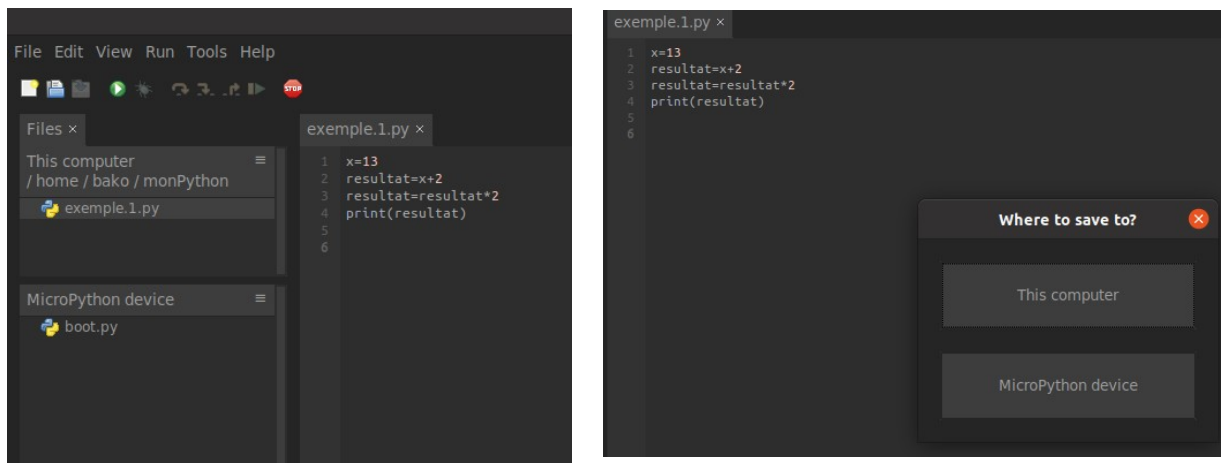 File Edit View Run Tools Help
STOP
Files ×
This computer
/ home / bako / monPython
exemple.1.py
MicroPython device
boot.py
exemple.1.py ×
1 x=13
2 resultat=x+2
3 resultat=resultat*2
4 print(resultat)
5
6
exemple.1.py ×
1 x=13
2 resultat=x+2
3 resultat=resultat*2
4 print(resultat)
5
6
Where to save to?
This computer
MicroPython device